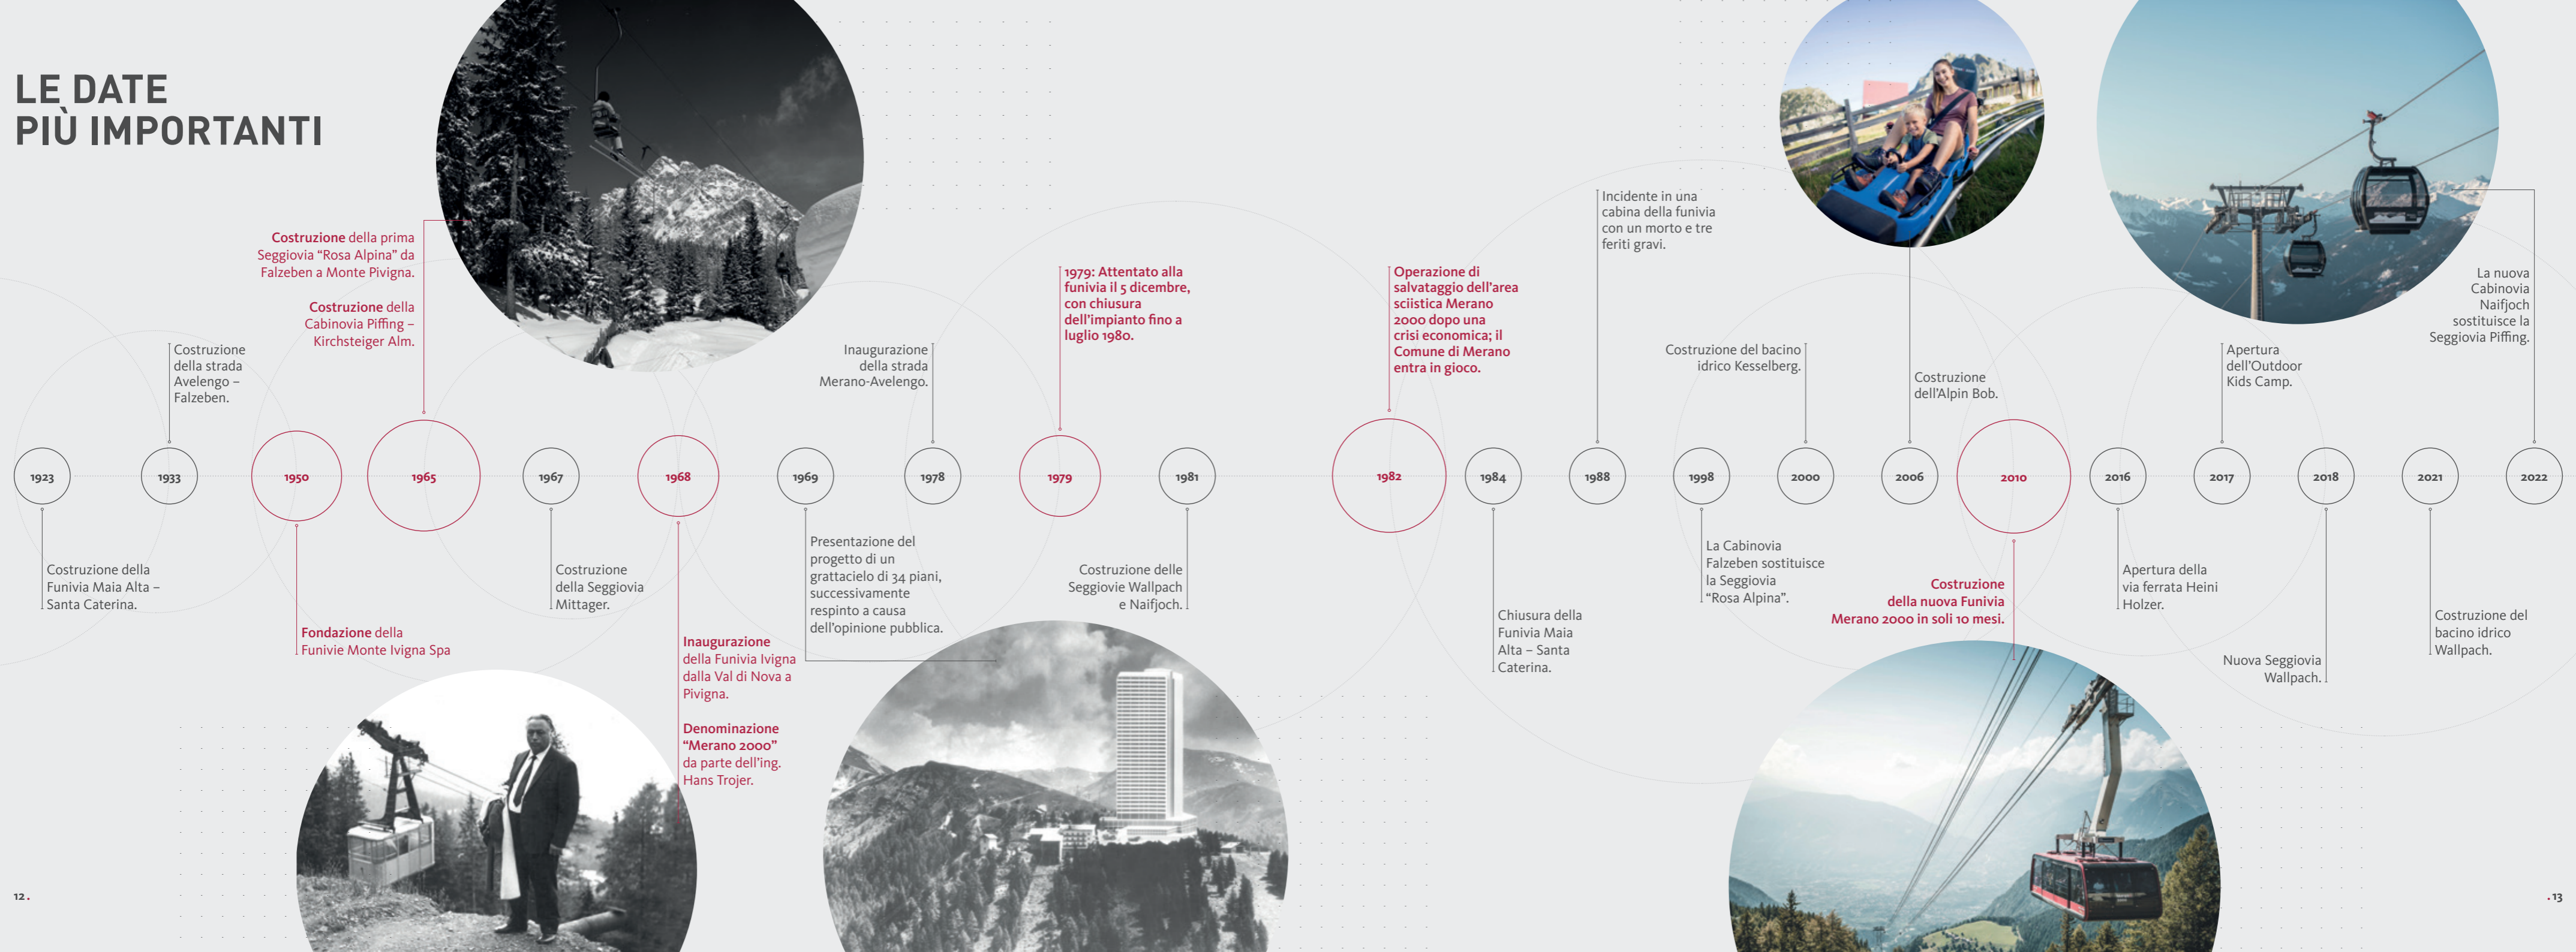 LE DATE
PIÙ IMPORTANTI
1923
Costruzione della
Funivia Maia Alta –
Santa Caterina.
1933
Costruzione
della strada
Avelengo –
Falzeben.
1950
Fondazione della
Funivie Monte Ivigna Spa
1965
Costruzione della prima
Seggiovia “Rosa Alpina” da
Falzeben a Monte Pivigna.
Costruzione della
Cabinovia Piffing –
Kirchsteiger Alm.
1967
Costruzione
della Seggiovia
Mittager.
1968
Inaugurazione
della Funivia Ivigna
dalla Val di Nova a
Pivigna.
Denominazione
“Merano 2000”
da parte dell’ing.
Hans Trojer.
1969
Presentazione del
progetto di un
grattacielo di 34 piani,
successivamente
respinto a causa
dell’opinione pubblica.
1978
Inaugurazione
della strada
Merano-Avelengo.
1979
1979: Attentato alla
funivia il 5 dicembre,
con chiusura
dell’impianto fino a
luglio 1980.
1981
Costruzione delle
Seggiovie Wallpach
e Naifjoch.
1982
Operazione di
salvataggio dell’area
sciistica Merano
2000 dopo una
crisi economica; il
Comune di Merano
entra in gioco.
1984
Chiusura della
Funivia Maia
Alta – Santa
Caterina.
1988
Incidente in una
cabina della funivia
con un morto e tre
feriti gravi.
1998
La Cabinovia
Falzeben sostituisce
la Seggiovia
“Rosa Alpina”.
2000
Costruzione del bacino
idrico Kesselberg.
2006
Costruzione
dell’Alpin Bob.
2010
Costruzione
della nuova Funivia
Merano 2000 in soli 10 mesi.
2016
Apertura della
via ferrata Heini
Holzer.
2017
Apertura
dell’Outdoor
Kids Camp.
2018
Nuova Seggiovia
Wallpach.
2021
Costruzione del
bacino idrico
Wallpach.
2022
La nuova
Cabinovia
Naifjoch
sostituisce la
Seggiovia Piffing.
12.
.13